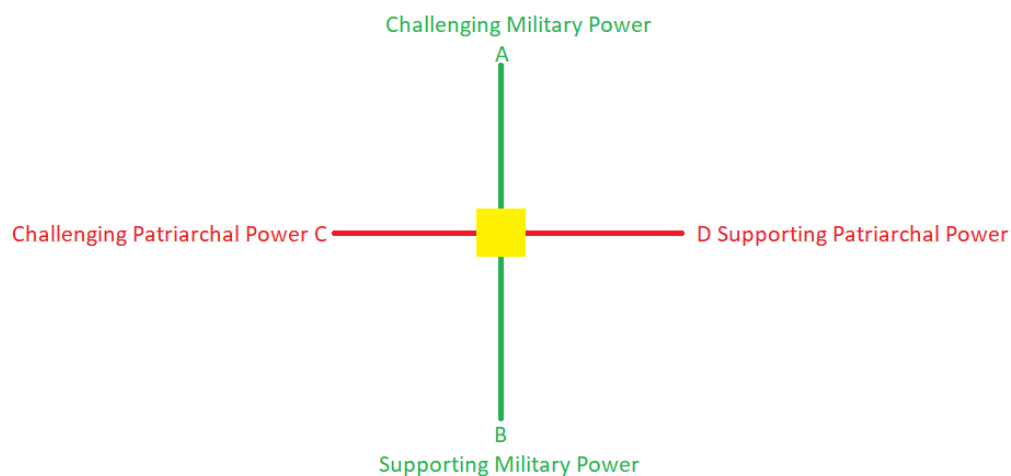 Challenging Military Power
A
Challenging Patriarchal Power C
D Supporting Patriarchal Power
B
Supporting Military Power